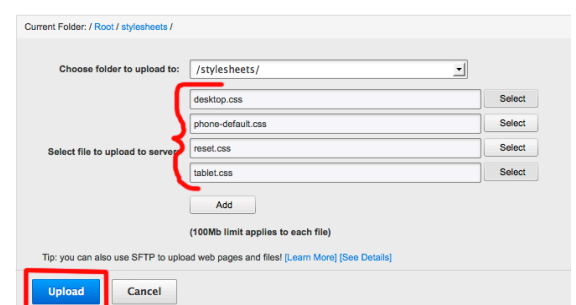 Current Folder: / Root / stylesheets /
Choose folder to upload to: /stylesheets/
desktop.css Select
phone-default.css Select
Select file to upload to server: reset.css Select
tablet.css Select
Add
(100Mb limit applies to each file)
Tip: you can also use SFTP to upload web pages and files! [Learn More] [See Details]
Upload Cancel